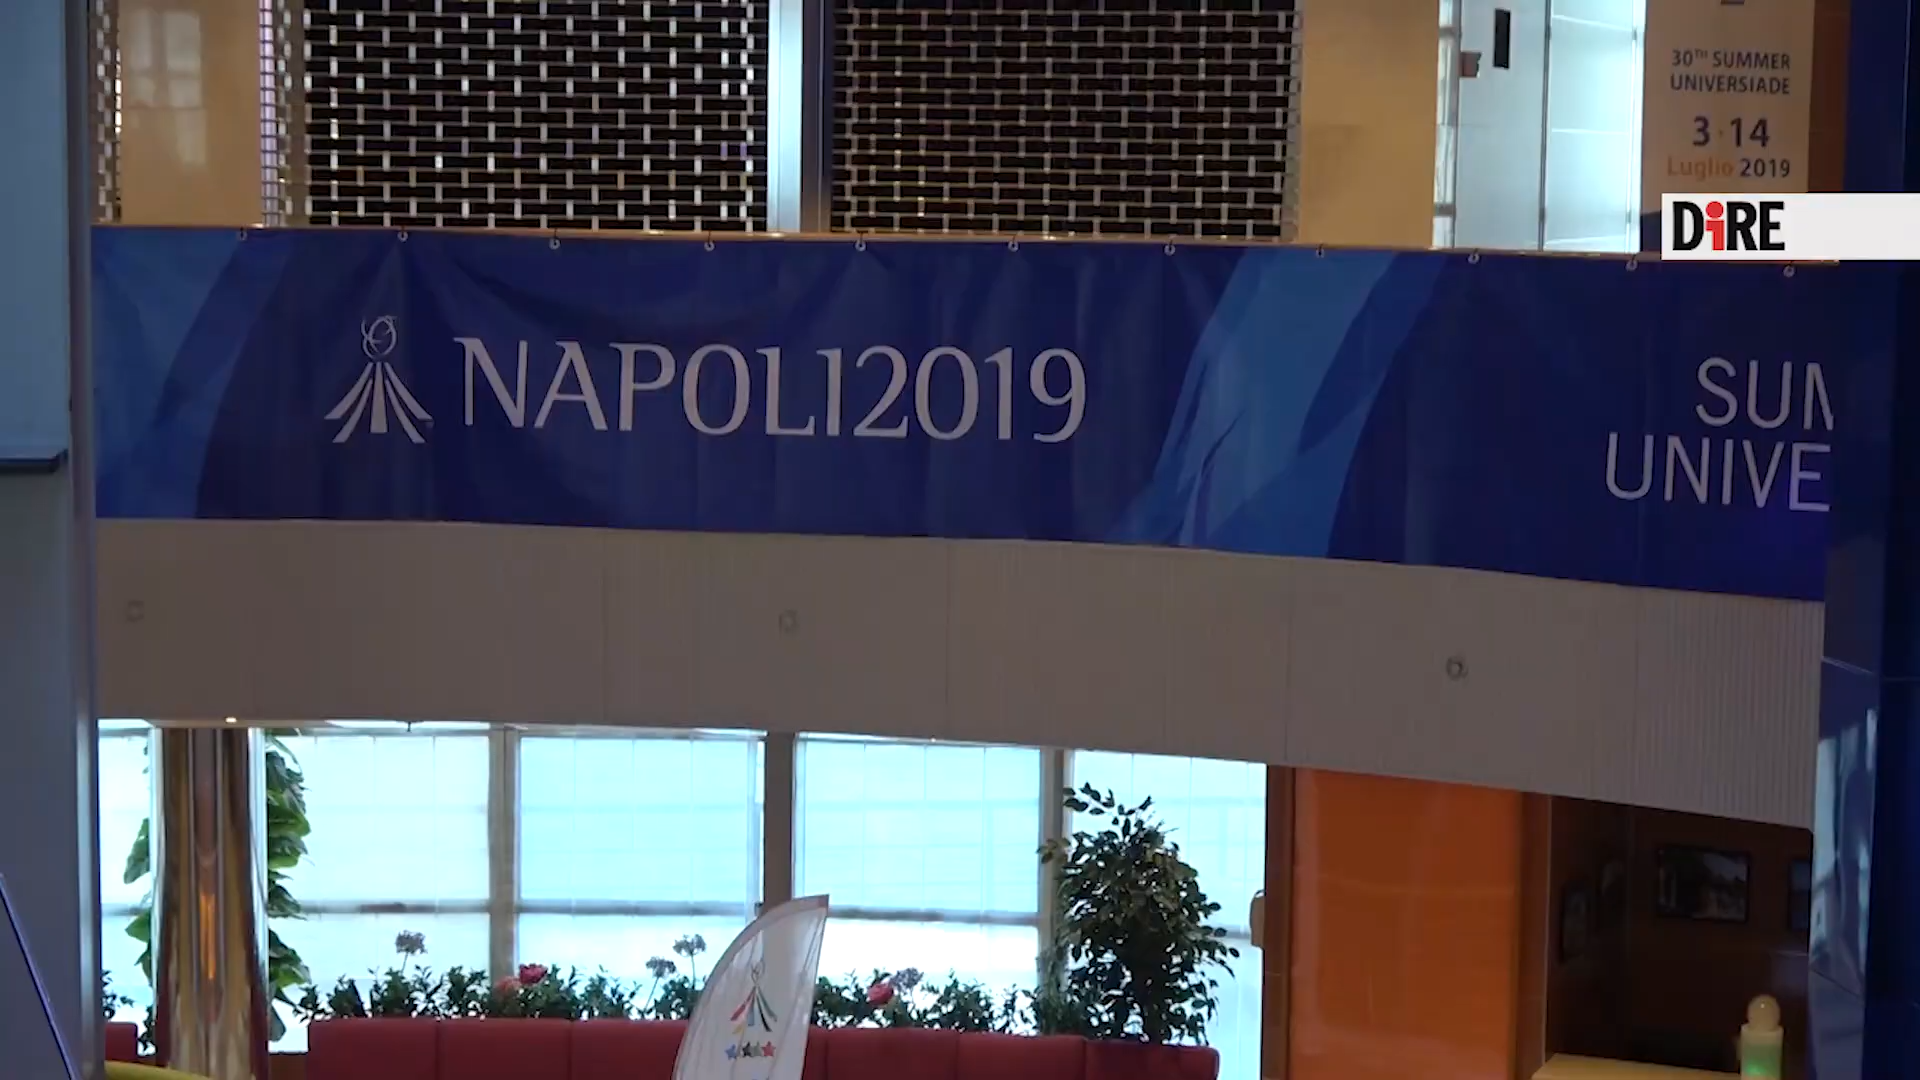 30TH SUMMER
UNIVERSIADE
3 · 14
Luglio 2019
DiRE
NAPOLI2019
SUM
UNIVE